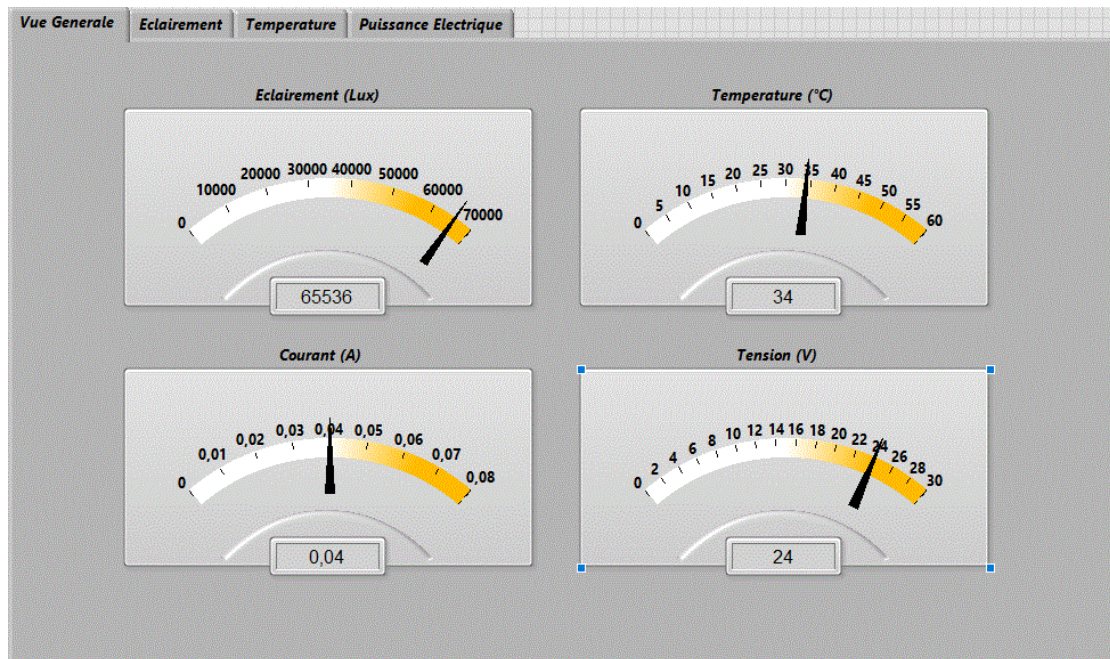 Vue Generale Eclairement Temperature Puissance Electrique
Eclairement (Lux)
0 10000 20000 30000 40000 50000 60000 70000
65536
Temperature (°C)
0 5 10 15 20 25 30 35 40 45 50 55 60
34
Courant (A)
0 0,01 0,02 0,03 0,04 0,05 0,06 0,07 0,08
0,04
Tension (V)
0 2 4 6 8 10 12 14 16 18 20 22 24 26 28 30
24